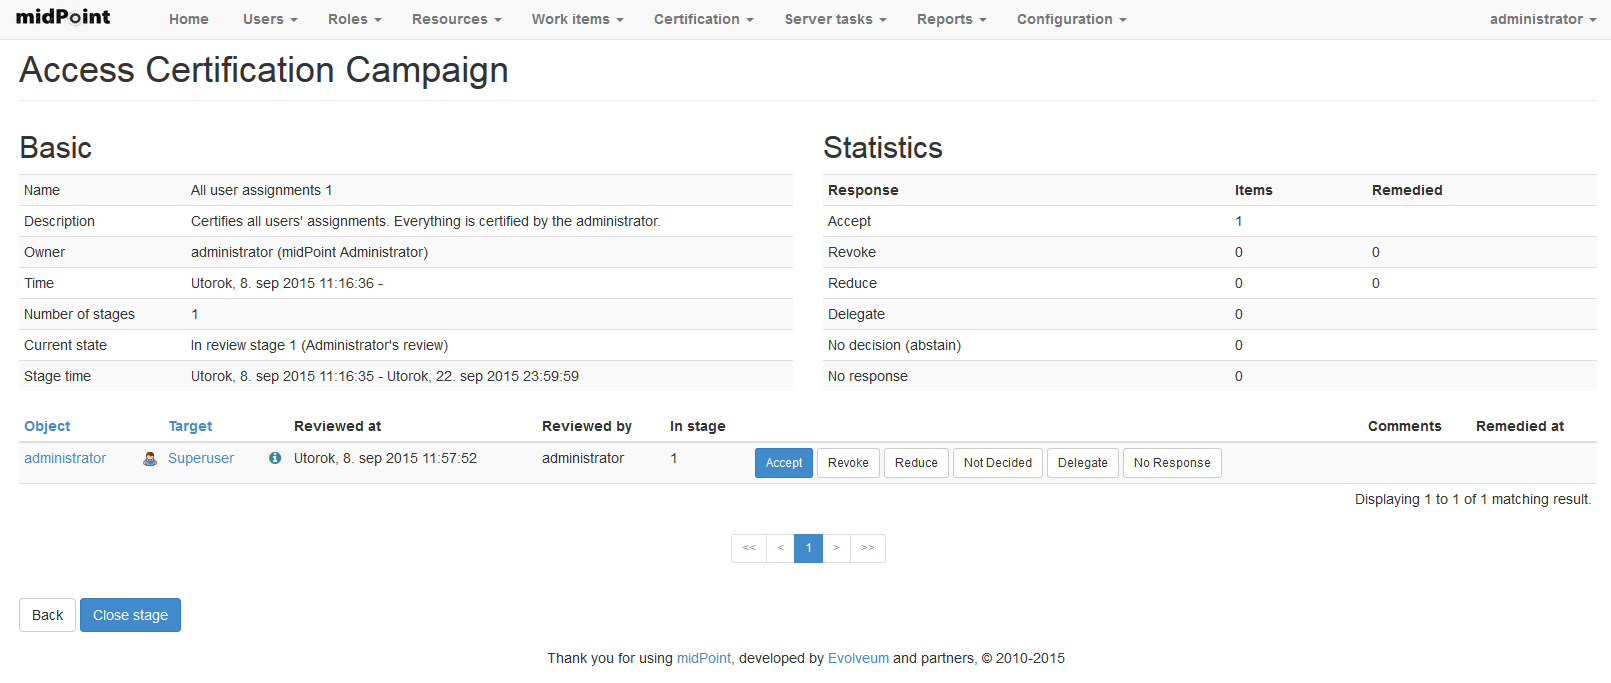 midPoint Home Users Roles Resources Work items Certification Server tasks Reports Configuration administrator
Access Certification Campaign
Basic
Name All user assignments 1
Description Certifies all users' assignments. Everything is certified by the administrator.
Owner administrator (midPoint Administrator)
Time Utorok, 8. sep 2015 11:16:36 -
Number of stages 1
Current state In review stage 1 (Administrator's review)
Stage time Utorok, 8. sep 2015 11:16:35 - Utorok, 22. sep 2015 23:59:59
Statistics
Response Items Remedied
Accept 1
Revoke 0 0
Reduce 0 0
Delegate 0
No decision (abstain) 0
No response 0
Object Target Reviewed at Reviewed by In stage Comments Remedied at
administrator Superuser Utorok, 8. sep 2015 11:57:52 administrator 1 Accept Revoke Reduce Not Decided Delegate No Response
Displaying 1 to 1 of 1 matching result.
<< < 1 > >>
Back Close stage
Thank you for using midPoint, developed by Evolveum and partners, © 2010-2015